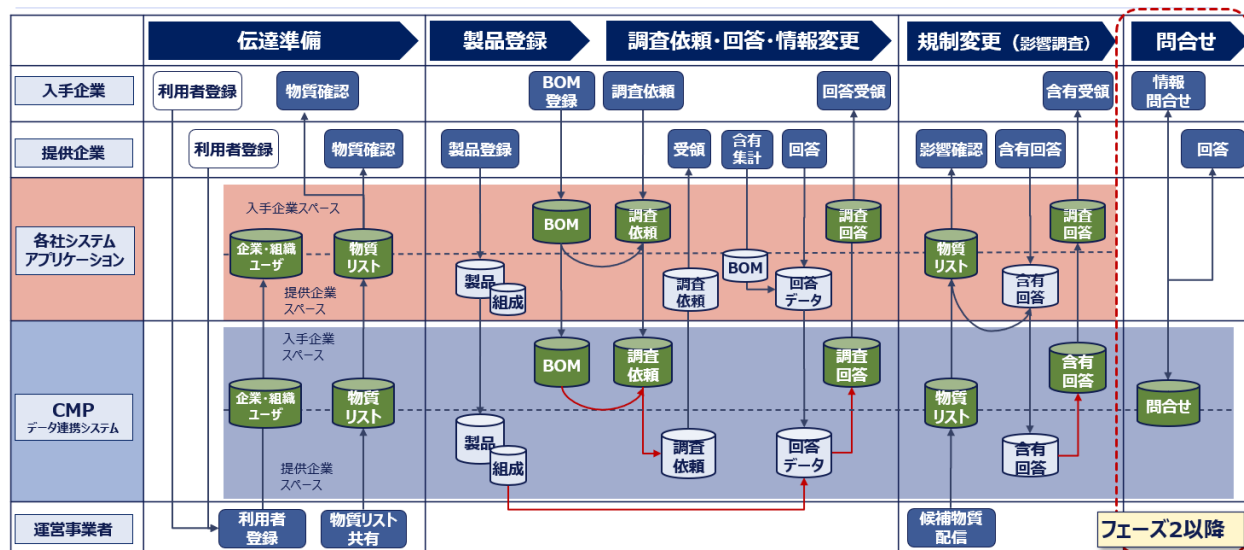 伝達準備
製品登録
調査依頼・回答・情報変更
規制変更（影響調査）
問合せ
入手企業
利用者登録
物質確認
BOM
登録
調査依頼
回答受領
含有受領
情報
問合せ
提供企業
利用者登録
物質確認
製品登録
受領
含有
集計
回答
影響確認
含有回答
回答
各社システム
アプリケーション
入手企業スペース
企業・組織
ユーザ
物質
リスト
提供企業
スペース
製品
組成
BOM
調査
依頼
調査
依頼
BOM
回答
データ
調査
回答
物質
リスト
含有
回答
調査
回答
CMP
データ連携システム
入手企業
スペース
企業・組織
ユーザ
物質
リスト
提供企業
スペース
製品
組成
BOM
調査
依頼
調査
依頼
回答
データ
調査
回答
物質
リスト
含有
回答
含有
回答
問合せ
運営事業者
利用者
登録
物質リスト
共有
候補物質
配信
フェーズ2以降